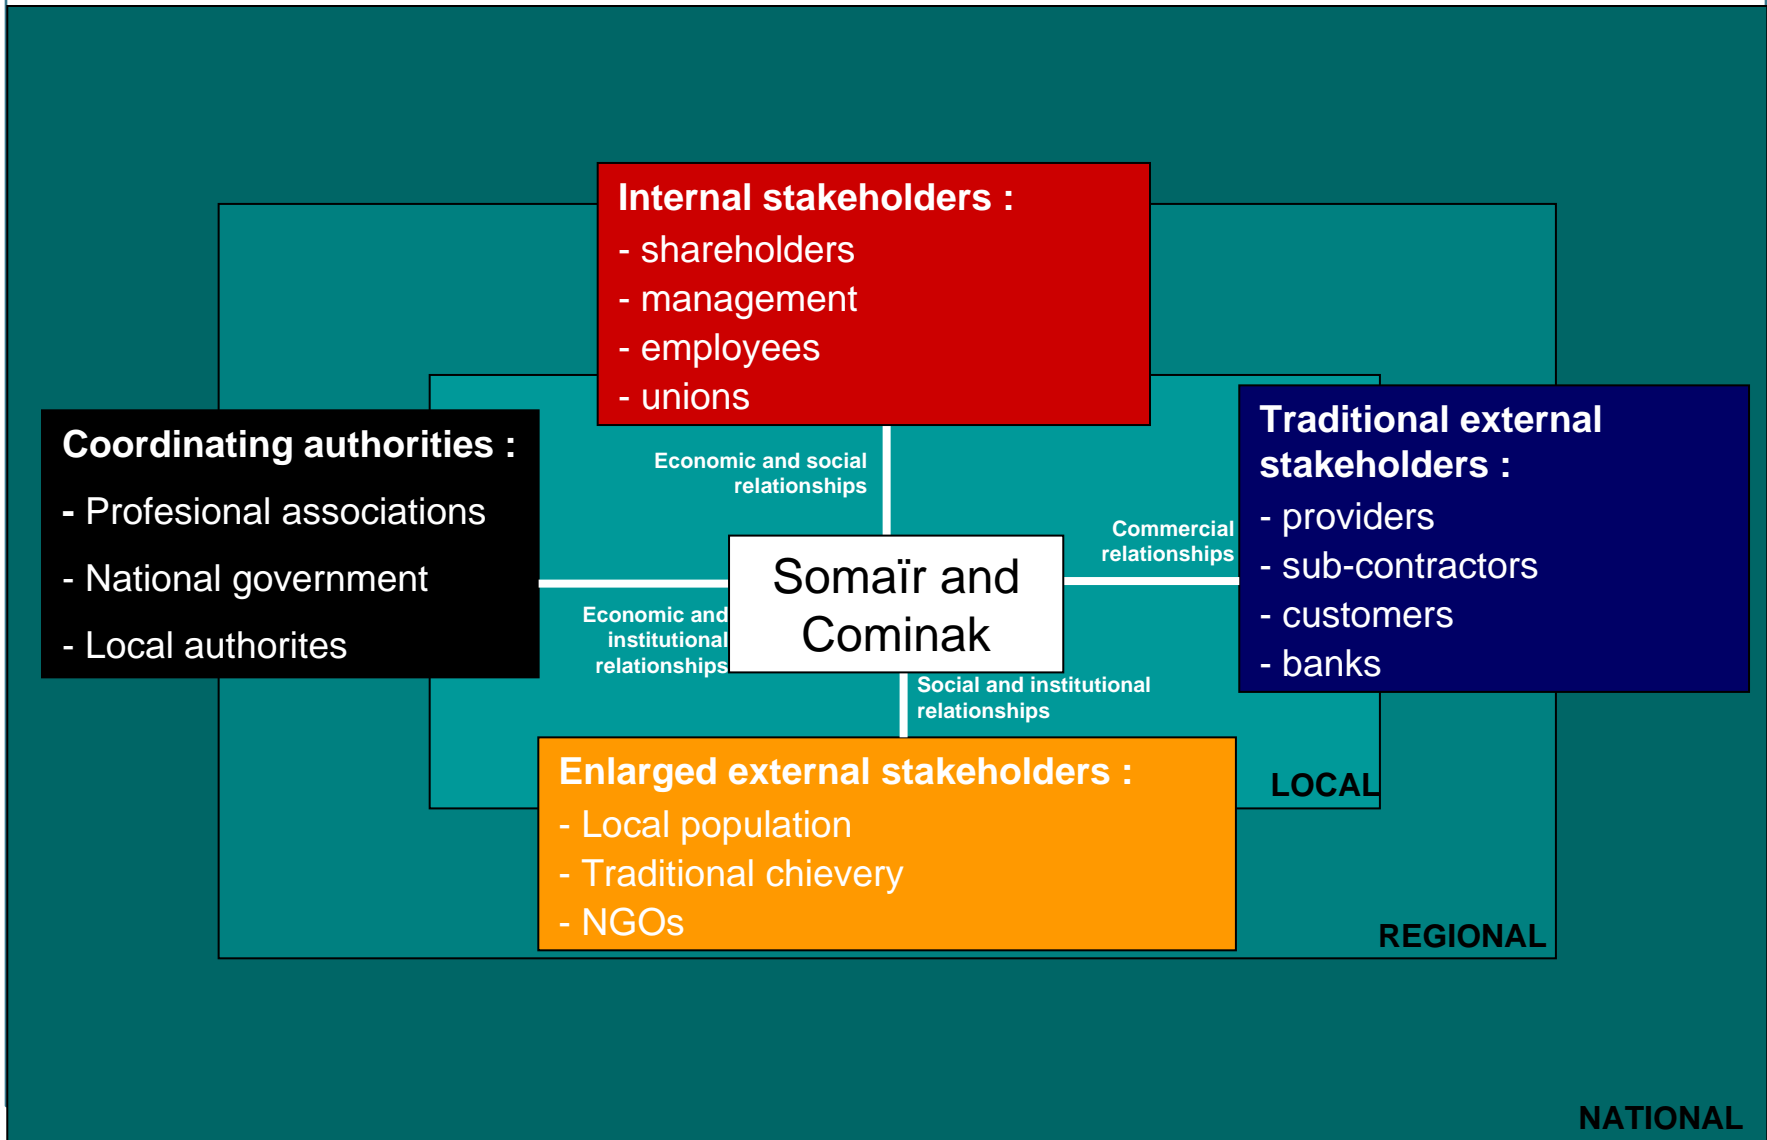 Internal stakeholders :
- shareholders
- management
- employees
- unions
Coordinating authorities :
- Profesional associations
- National government
- Local authorites
Traditional external
stakeholders :
- providers
- sub-contractors
- customers
- banks
Economic and social
relationships
Commercial
relationships
Somaïr and
Cominak
Economic and
institutional
relationships
Social and institutional
relationships
Enlarged external stakeholders :
- Local population
- Traditional chievery
- NGOs
LOCAL
REGIONAL
NATIONAL